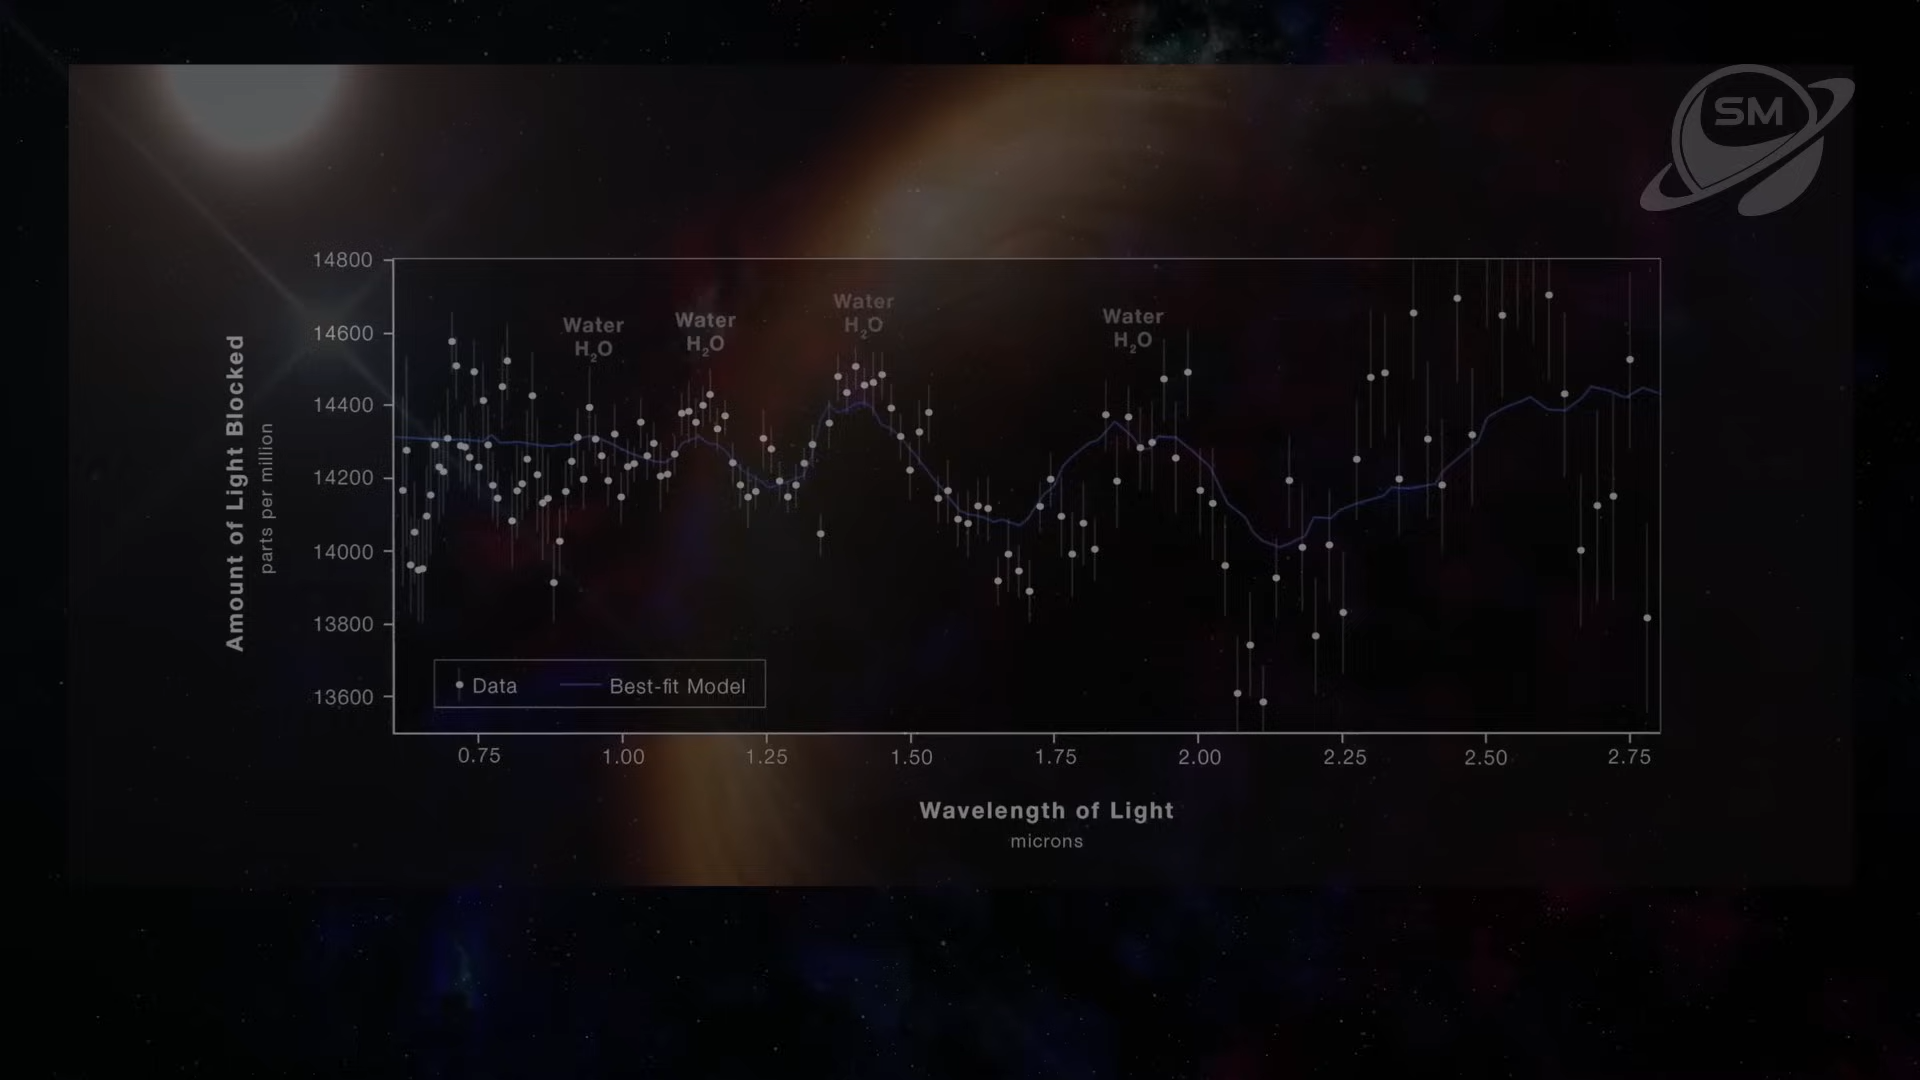 SM
14800
14600
14400
14200
14000
13800
13600
Amount of Light Blocked
parts per million
Water
H₂O
Water
H₂O
Water
H₂O
Water
H₂O
Data
Best-fit Model
0.75 1.00 1.25 1.50 1.75 2.00 2.25 2.50 2.75
Wavelength of Light
microns